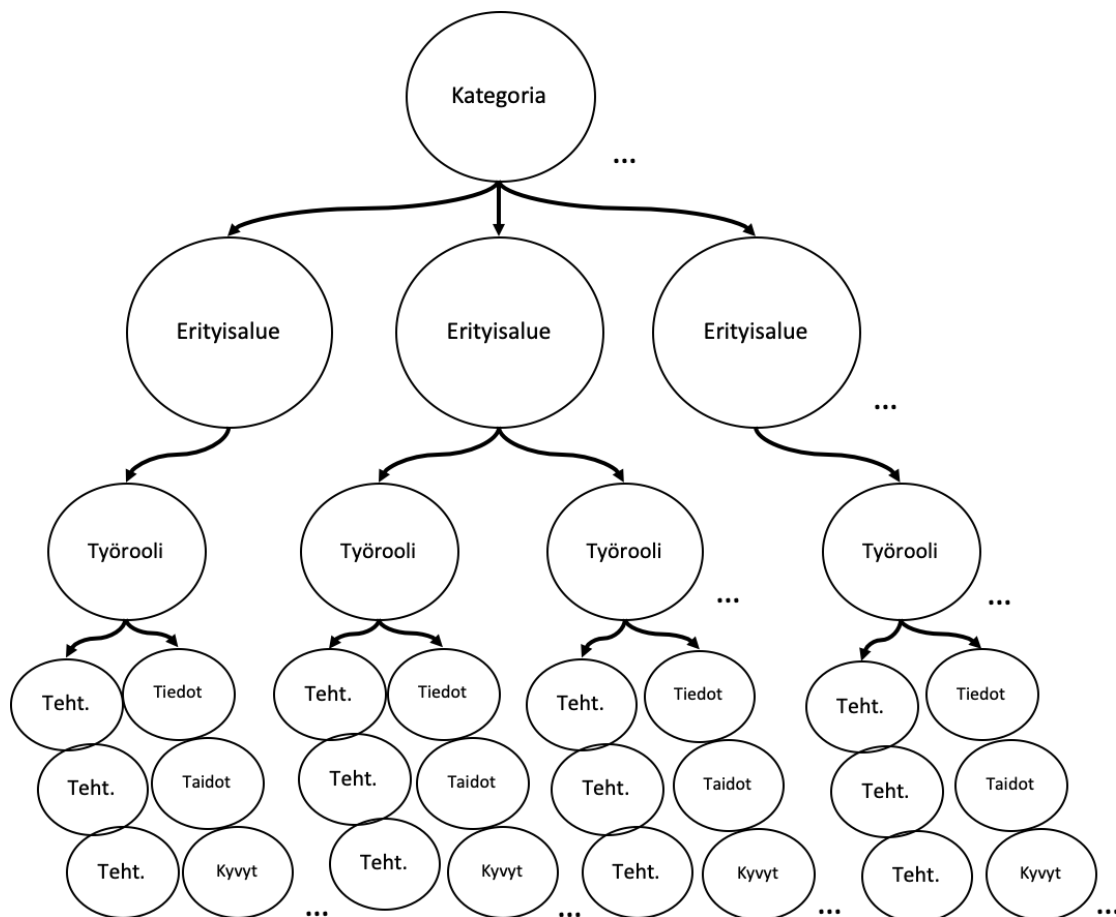 Kategoria
...
Erityisalue Erityisalue Erityisalue
...
Työrooli Työrooli Työrooli Työrooli
... ...
Teht. Tiedot Teht. Tiedot Teht. Tiedot Teht. Tiedot
Teht. Taidot Teht. Taidot Teht. Taidot Teht. Taidot
Teht. Kyvyt Teht. Kyvyt Teht. Kyvyt Teht. Kyvyt
... ... ... ...